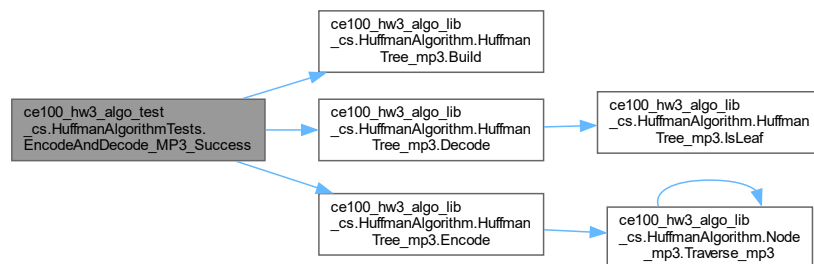 ce100_hw3_algo_test
_cs.HuffmanAlgorithmTests.
EncodeAndDecode_MP3_Success
ce100_hw3_algo_lib
_cs.HuffmanAlgorithm.Huffman
Tree_mp3.Build
ce100_hw3_algo_lib
_cs.HuffmanAlgorithm.Huffman
Tree_mp3.Decode
ce100_hw3_algo_lib
_cs.HuffmanAlgorithm.Huffman
Tree_mp3.IsLeaf
ce100_hw3_algo_lib
_cs.HuffmanAlgorithm.Huffman
Tree_mp3.Encode
ce100_hw3_algo_lib
_cs.HuffmanAlgorithm.Node
_mp3.Traverse_mp3